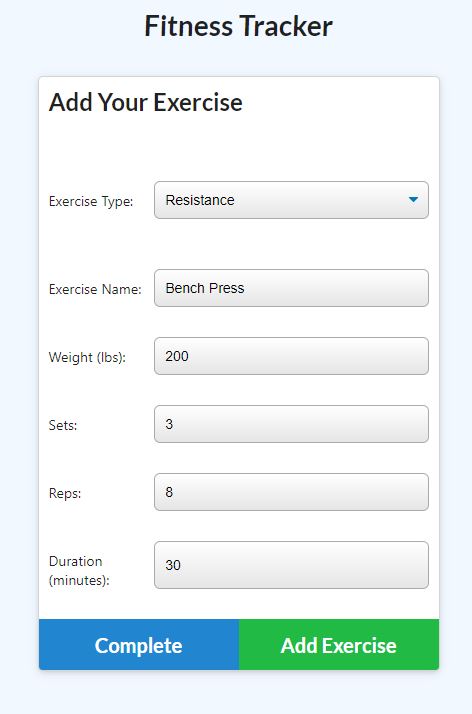 Fitness Tracker
Add Your Exercise
Exercise Type: Resistance
Exercise Name: Bench Press
Weight (lbs): 200
Sets: 3
Reps: 8
Duration
(minutes): 30
Complete Add Exercise